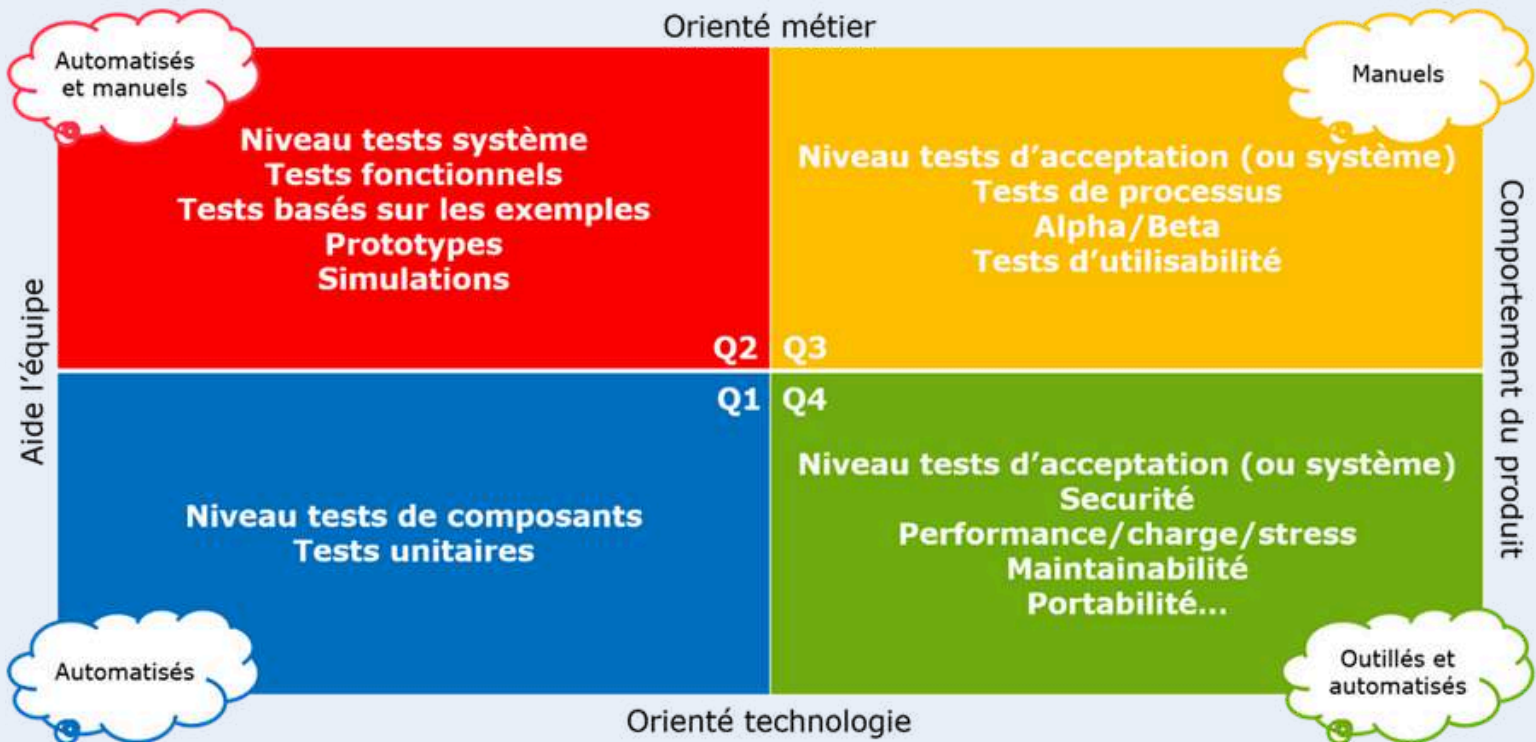 Orienté métier
Automatisés
et manuels
Manuels
Niveau tests système
Tests fonctionnels
Tests basés sur les exemples
Prototypes
Simulations
Q2
Niveau tests d’acceptation (ou système)
Tests de processus
Alpha/Beta
Tests d’utilisabilité
Q3
Aide l’équipe
Comportement du produit
Q1
Niveau tests de composants
Tests unitaires
Q4
Niveau tests d’acceptation (ou système)
Securité
Performance/charge/stress
Maintainabilité
Portabilité...
Automatisés
Outillés et
automatisés
Orienté technologie